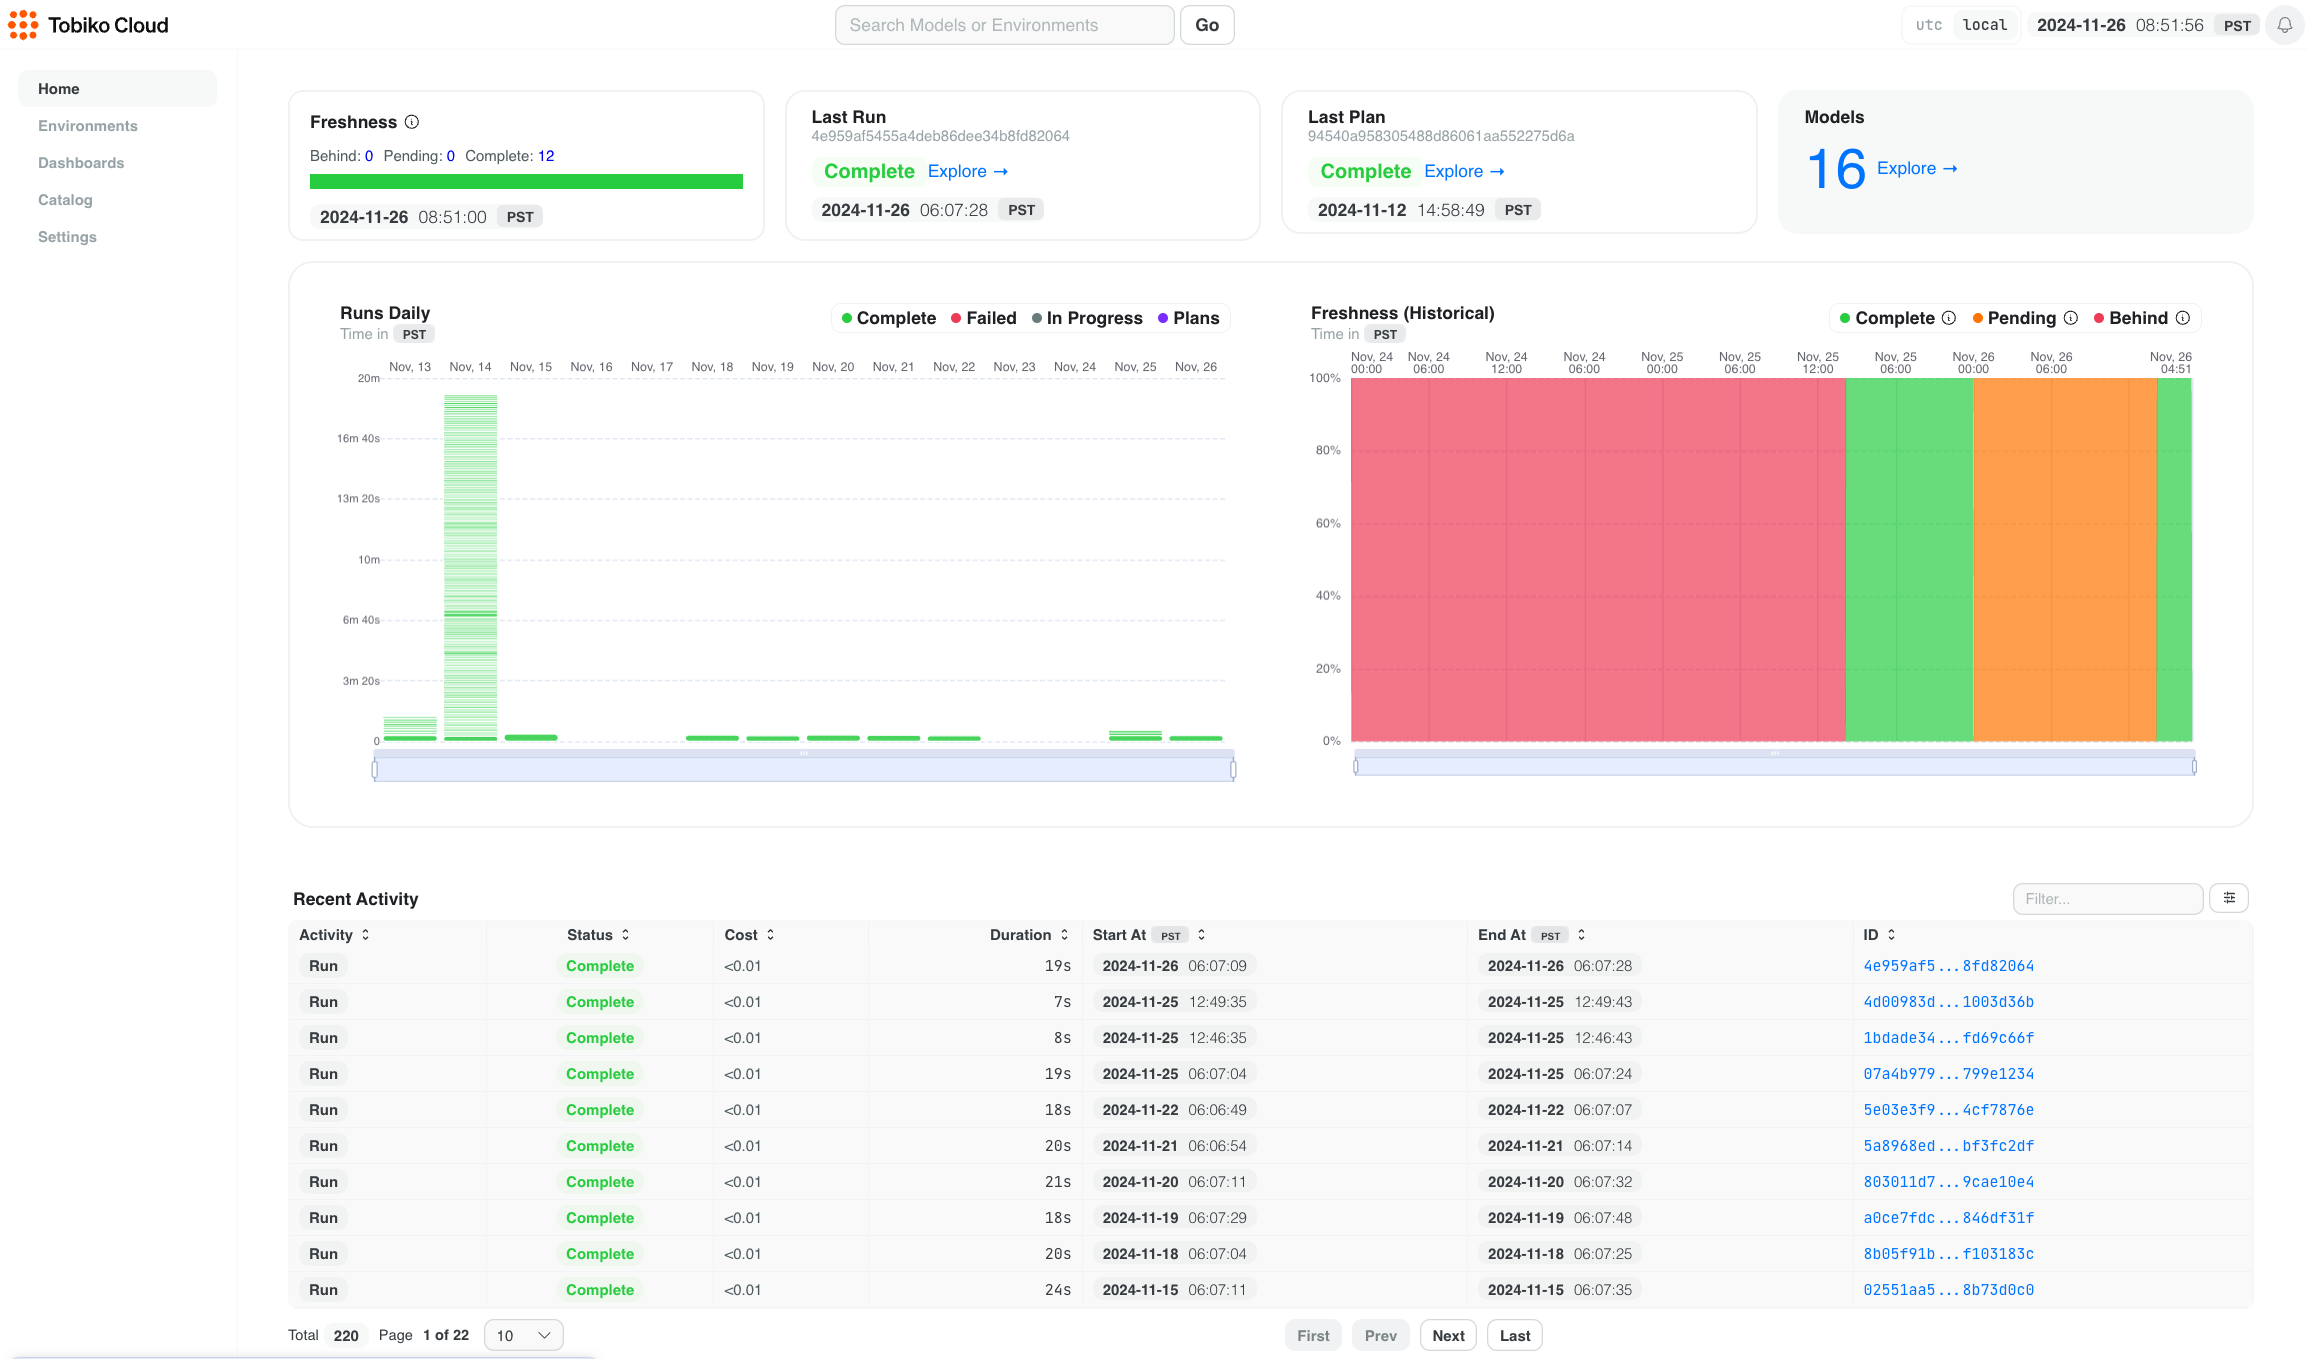 Tobiko Cloud
Search Models or Environments
Go
utc local 2024-11-26 08:51:56 PST
Home
Environments
Dashboards
Catalog
Settings
Freshness
Behind: 0 Pending: 0 Complete: 12
2024-11-26 08:51:00 PST
Last Run
4e959af5455a4deb86dee34b8fd82064
Complete Explore →
2024-11-26 06:07:28 PST
Last Plan
94540a958305488d86061aa552275d6a
Complete Explore →
2024-11-12 14:58:49 PST
Models
16 Explore →
Runs Daily
Time in PST
Complete Failed In Progress Plans
Nov, 13 Nov, 14 Nov, 15 Nov, 16 Nov, 17 Nov, 18 Nov, 19 Nov, 20 Nov, 21 Nov, 22 Nov, 23 Nov, 24 Nov, 25 Nov, 26
20m
16m 40s
13m 20s
10m
6m 40s
3m 20s
0
Freshness (Historical)
Time in PST
Complete Pending Behind
Nov, 24 Nov, 24 Nov, 24 Nov, 24 Nov, 25 Nov, 25 Nov, 25 Nov, 25 Nov, 26 Nov, 26 Nov, 26
00:00 06:00 12:00 06:00 00:00 06:00 12:00 06:00 00:00 06:00 04:51
100%
80%
60%
40%
20%
0%
Recent Activity
Filter...
Activity Status Cost Duration Start At PST End At PST ID
Run Complete <0.01 19s 2024-11-26 06:07:09 2024-11-26 06:07:28 4e959af5...8fd82064
Run Complete <0.01 7s 2024-11-25 12:49:35 2024-11-25 12:49:43 4d00983d...1003d36b
Run Complete <0.01 8s 2024-11-25 12:46:35 2024-11-25 12:46:43 1bdade34...fd69c66f
Run Complete <0.01 19s 2024-11-25 06:07:04 2024-11-25 06:07:24 07a4b979...799e1234
Run Complete <0.01 18s 2024-11-22 06:06:49 2024-11-22 06:07:07 5e03e3f9...4cf7876e
Run Complete <0.01 20s 2024-11-21 06:06:54 2024-11-21 06:07:14 5a8968ed...bf3fc2df
Run Complete <0.01 21s 2024-11-20 06:07:11 2024-11-20 06:07:32 803011d7...9cae10e4
Run Complete <0.01 18s 2024-11-19 06:07:29 2024-11-19 06:07:48 a0ce7fdc...846df31f
Run Complete <0.01 20s 2024-11-18 06:07:04 2024-11-18 06:07:25 8b05f91b...f103183c
Run Complete <0.01 24s 2024-11-15 06:07:11 2024-11-15 06:07:35 02551aa5...8b73d0c0
Total 220 Page 1 of 22 10
First Prev Next Last